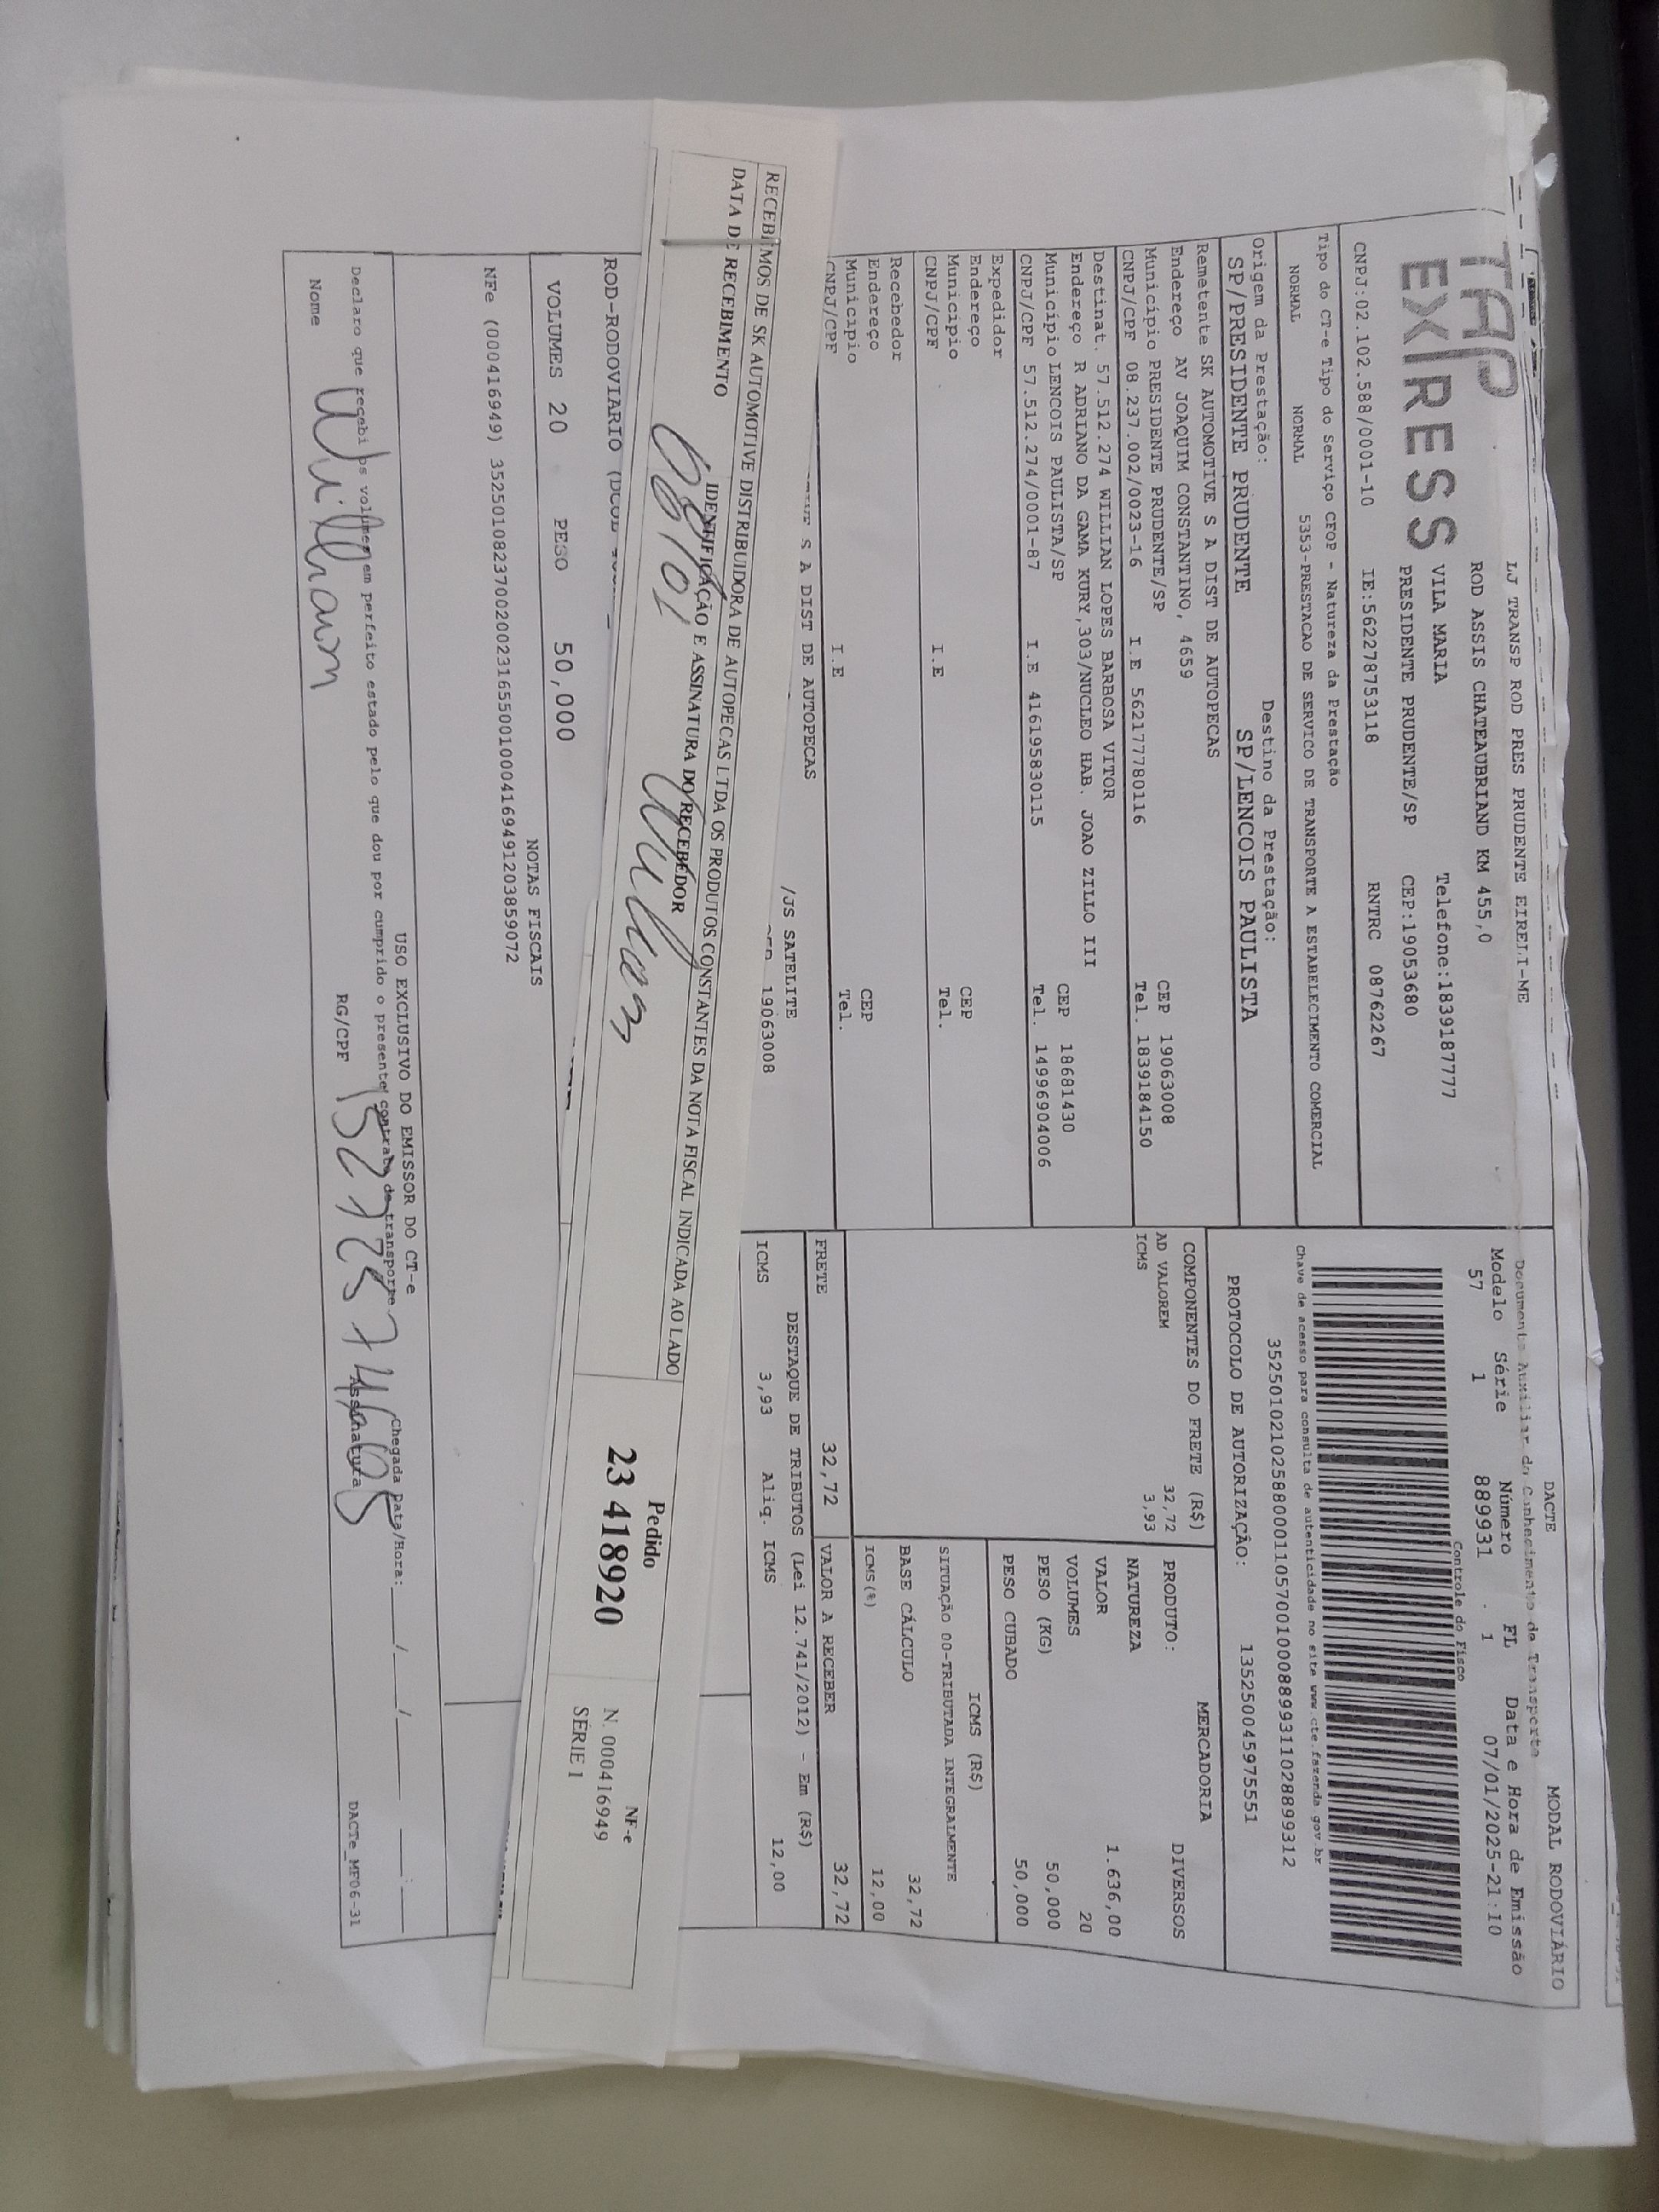 TAP
EXPRESS
LJ TRANSP ROD PRES PRUDENTE EIRELI-ME
ROD ASSIS CHATEAUBRIAND KM 455,0
VILA MARIA Telefone:1839187777
PRESIDENTE PRUDENTE/SP CEP:19053680
CNPJ:02.102.588/0001-10 IE:562278753118 RNTRC 08762267
DACTE MODAL RODOVIÁRIO
Documento Auxiliar do Conhecimento de Transporte
Modelo Série Número FL Data e Hora de Emissão
57 1 889931 1 07/01/2025-21:10
Controle do Fisco
Chave de acesso para consulta de autenticidade no site www.cte.fazenda.gov.br
35250102102588000110570010008899311028899312
PROTOCOLO DE AUTORIZAÇÃO: 135250045975551
Tipo do CT-e Tipo do Serviço CFOP - Natureza da Prestação
NORMAL NORMAL 5353-PRESTACAO DE SERVICO DE TRANSPORTE A ESTABELECIMENTO COMERCIAL
Origem da Prestação: Destino da Prestação:
SP/PRESIDENTE PRUDENTE SP/LENCOIS PAULISTA
Remetente SK AUTOMOTIVE S A DIST DE AUTOPECAS
Endereço AV JOAQUIM CONSTANTINO, 4659
Município PRESIDENTE PRUDENTE/SP CEP 19063008
CNPJ/CPF 08.237.002/0023-16 I.E 562177780116 Tel. 1839184150
Destinat. 57.512.274 WILLIAN LOPES BARBOSA VITOR
Endereço R ADRIANO DA GAMA KURY,303/NUCLEO HAB. JOAO ZILLO III
Município LENCOIS PAULISTA/SP CEP 18681430
CNPJ/CPF 57.512.274/0001-87 I.E 416195830115 Tel. 14996904006
Expedidor
Endereço
Municipio CEP
CNPJ/CPF I.E Tel.
Recebedor
Endereço
Municipio CEP
CNPJ/CPF I.E Tel.
S A DIST DE AUTOPECAS
/JS SATELITE
19063008
COMPONENTES DO FRETE (R$)
AD VALOREM 32,72
ICMS 3,93
MERCADORIA
PRODUTO: DIVERSOS
NATUREZA
VALOR 1.636,00
VOLUMES 20
PESO (KG) 50,000
PESO CUBADO 50,000
ICMS (R$)
SITUAÇÃO 00-TRIBUTADA INTEGRALMENTE
BASE CÁLCULO 32,72
ICMS(%) 12,00
FRETE 32,72 VALOR A RECEBER 32,72
DESTAQUE DE TRIBUTOS (Lei 12.741/2012) - Em (R$)
ICMS 3,93 Aliq. ICMS 12,00
RECEBEMOS DE SK AUTOMOTIVE DISTRIBUIDORA DE AUTOPECAS LTDA OS PRODUTOS CONSTANTES DA NOTA FISCAL INDICADA AO LADO
DATA DE RECEBIMENTO
IDENTIFICAÇÃO E ASSINATURA DO RECEBEDOR
08/01 Willian
Pedido
23 418920
NF-e
N. 000416949
SERIE 1
ROD-RODOVIARIO
VOLUMES 20 PESO 50,000
NOTAS FISCAIS
NFe (000416949) 35250108237002002316550010004169491203859072
USO EXCLUSIVO DO EMISSOR DO CT-e
Declaro que recebi os volumes em perfeito estado pelo que dou por cumprido o presente contrato de transporte
Chegada Data/Hora: ___/___/___ ___:___
Nome William RG/CPF Assinatura
DACTe_MF06-31